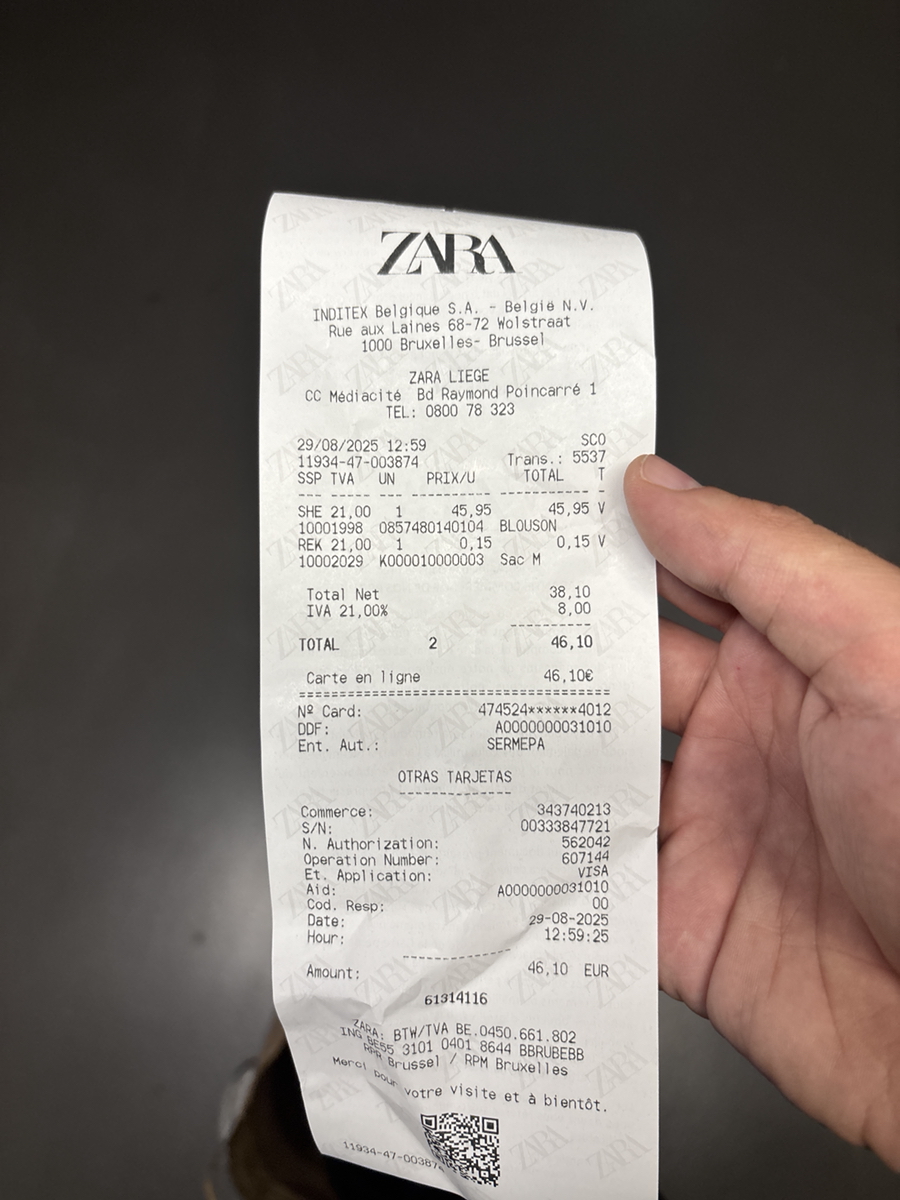 ZARA
INDITEX Belgique S.A. - België N.V.
Rue aux Laines 68-72 Wolstraat
1000 Bruxelles- Brussel
ZARA LIEGE
CC Médiacité Bd Raymond Poincarré 1
TEL: 0800 78 323
29/08/2025 12:59 SCO
11934-47-003874 Trans.: 5537
SSP TVA UN PRIX/U TOTAL T
--- ----- --- ---------- ------------ -
SHE 21,00 1 45,95 45,95 V
10001998 0857480140104 BLOUSON
REK 21,00 1 0,15 0,15 V
10002029 K000010000003 Sac M
Total Net 38,10
IVA 21,00% 8,00
----------
TOTAL 2 46,10
Carte en ligne 46,10€
======================================
Nº Card: 474524******4012
DDF: A0000000031010
Ent. Aut.: SERMEPA
OTRAS TARJETAS
--------------
Commerce: 343740213
S/N: 00333847721
N. Authorization: 562042
Operation Number: 607144
Et. Application: VISA
Aid: A0000000031010
Cod. Resp: 00
Date: 29-08-2025
Hour: 12:59:25
--------------
Amount: 46,10 EUR
61314116
ZARA: BTW/TVA BE.0450.661.802
ING BE55 3101 0401 8644 BBRUBEBB
RPR Brussel / RPM Bruxelles
Merci pour votre visite et à bientôt.
11934-47-00387